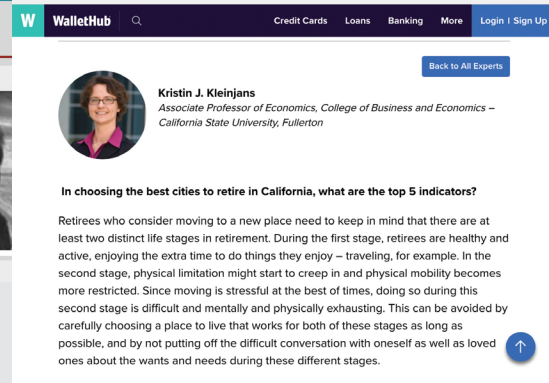 W WalletHub Credit Cards Loans Banking More Login | Sign Up
Back to All Experts
Kristin J. Kleinjans
Associate Professor of Economics, College of Business and Economics –
California State University, Fullerton
In choosing the best cities to retire in California, what are the top 5 indicators?
Retirees who consider moving to a new place need to keep in mind that there are at
least two distinct life stages in retirement. During the first stage, retirees are healthy and
active, enjoying the extra time to do things they enjoy – traveling, for example. In the
second stage, physical limitation might start to creep in and physical mobility becomes
more restricted. Since moving is stressful at the best of times, doing so during this
second stage is difficult and mentally and physically exhausting. This can be avoided by
carefully choosing a place to live that works for both of these stages as long as
possible, and by not putting off the difficult conversation with oneself as well as loved
ones about the wants and needs during these different stages.